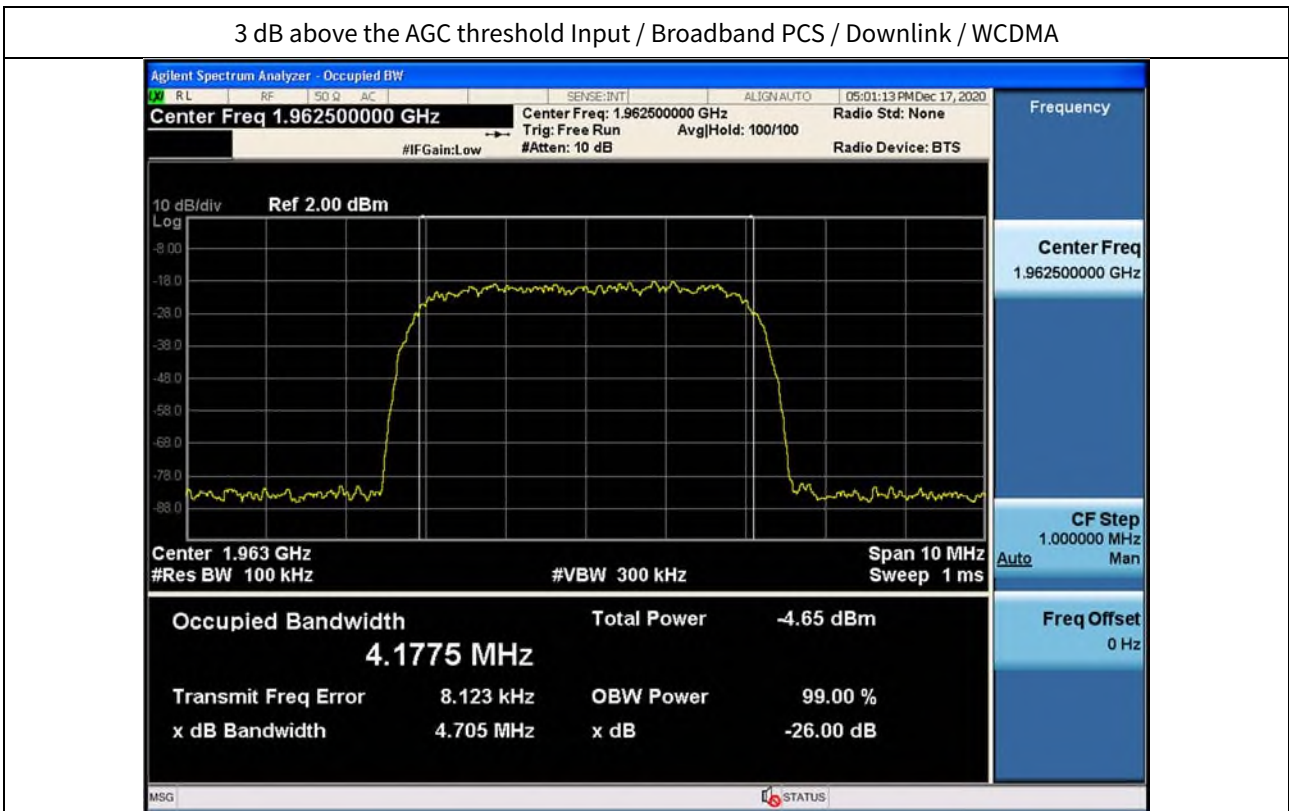 3 dB above the AGC threshold Input / Broadband PCS / Downlink / WCDMA
Agilent Spectrum Analyzer - Occupied BW
LXI RL RF 50 Ω AC SENSE:INT ALIGN AUTO 05:01:13 PM Dec 17, 2020
Center Freq 1.962500000 GHz Center Freq: 1.962500000 GHz Radio Std: None
Trig: Free Run Avg|Hold: 100/100
#IFGain:Low #Atten: 10 dB Radio Device: BTS
Frequency
10 dB/div Ref 2.00 dBm
Log
-8.00
-18.0
-28.0
-38.0
-48.0
-58.0
-68.0
-78.0
-88.0
Center Freq
1.962500000 GHz
Center 1.963 GHz Span 10 MHz
#Res BW 100 kHz #VBW 300 kHz Sweep 1 ms
CF Step
1.000000 MHz
Auto Man
Occupied Bandwidth Total Power -4.65 dBm
4.1775 MHz
Transmit Freq Error 8.123 kHz OBW Power 99.00 %
x dB Bandwidth 4.705 MHz x dB -26.00 dB
Freq Offset
0 Hz
MSG STATUS